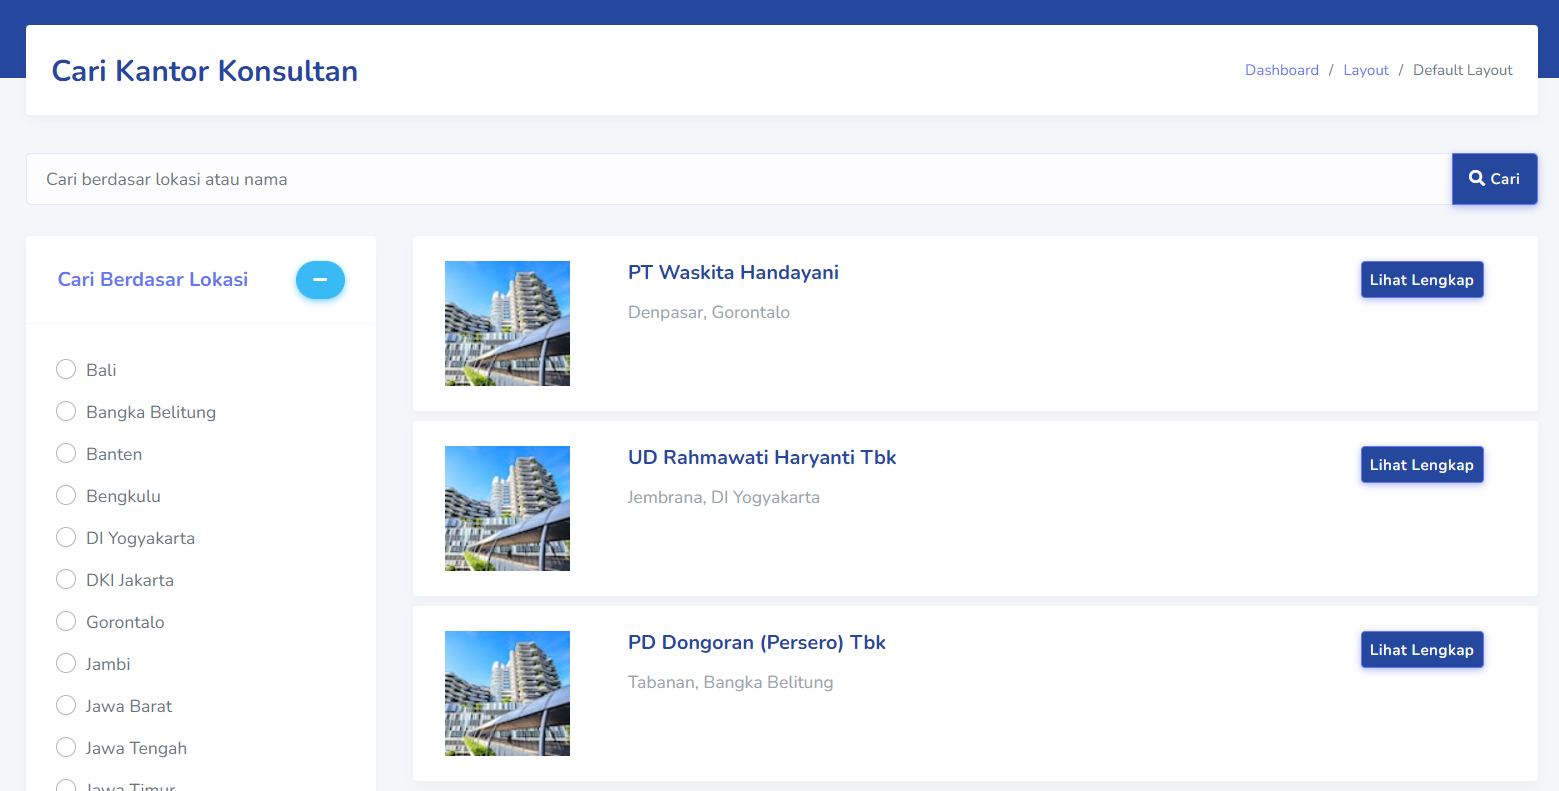 Cari Kantor Konsultan
Dashboard / Layout / Default Layout
Cari berdasar lokasi atau nama
Cari
Cari Berdasar Lokasi
Bali
Bangka Belitung
Banten
Bengkulu
DI Yogyakarta
DKI Jakarta
Gorontalo
Jambi
Jawa Barat
Jawa Tengah
Jawa Timur
PT Waskita Handayani
Denpasar, Gorontalo
Lihat Lengkap
UD Rahmawati Haryanti Tbk
Jembrana, DI Yogyakarta
Lihat Lengkap
PD Dongoran (Persero) Tbk
Tabanan, Bangka Belitung
Lihat Lengkap